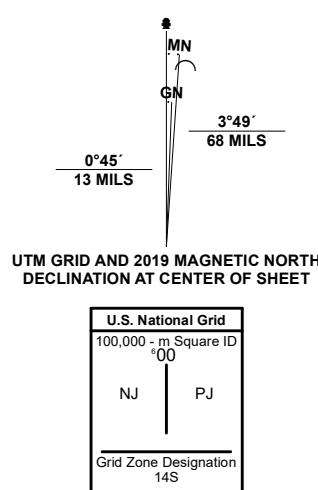 MN
GN
3°49´
68 MILS
0°45´
13 MILS
UTM GRID AND 2019 MAGNETIC NORTH
DECLINATION AT CENTER OF SHEET
U.S. National Grid
100,000 - m Square ID
⁶00
NJ PJ
Grid Zone Designation
14S